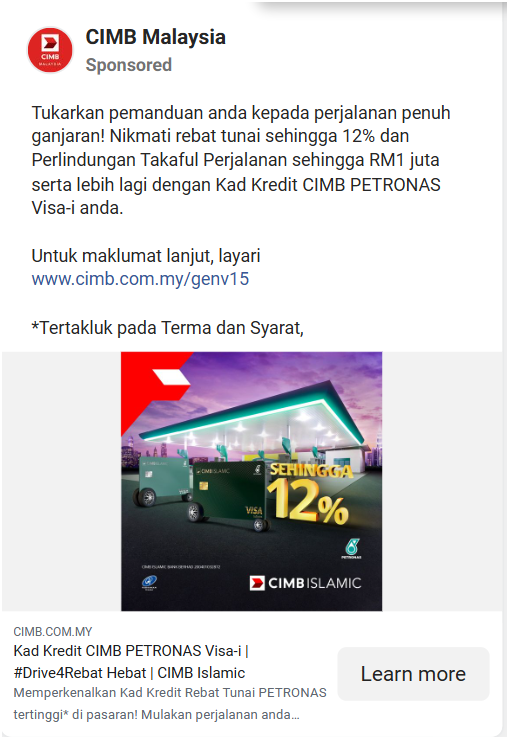 CIMB Malaysia
Sponsored
Tukarkan pemanduan anda kepada perjalanan penuh
ganjaran! Nikmati rebat tunai sehingga 12% dan
Perlindungan Takaful Perjalanan sehingga RM1 juta
serta lebih lagi dengan Kad Kredit CIMB PETRONAS
Visa-i anda.
Untuk maklumat lanjut, layari
www.cimb.com.my/genv15
*Tertakluk pada Terma dan Syarat,
CIMB ISLAMIC
VISA
SEHINGGA
12%
PETRONAS
CIMB ISLAMIC
CIMB.COM.MY
Kad Kredit CIMB PETRONAS Visa-i |
#Drive4Rebat Hebat | CIMB Islamic
Memperkenalkan Kad Kredit Rebat Tunai PETRONAS
tertinggi* di pasaran! Mulakan perjalanan anda…
Learn more